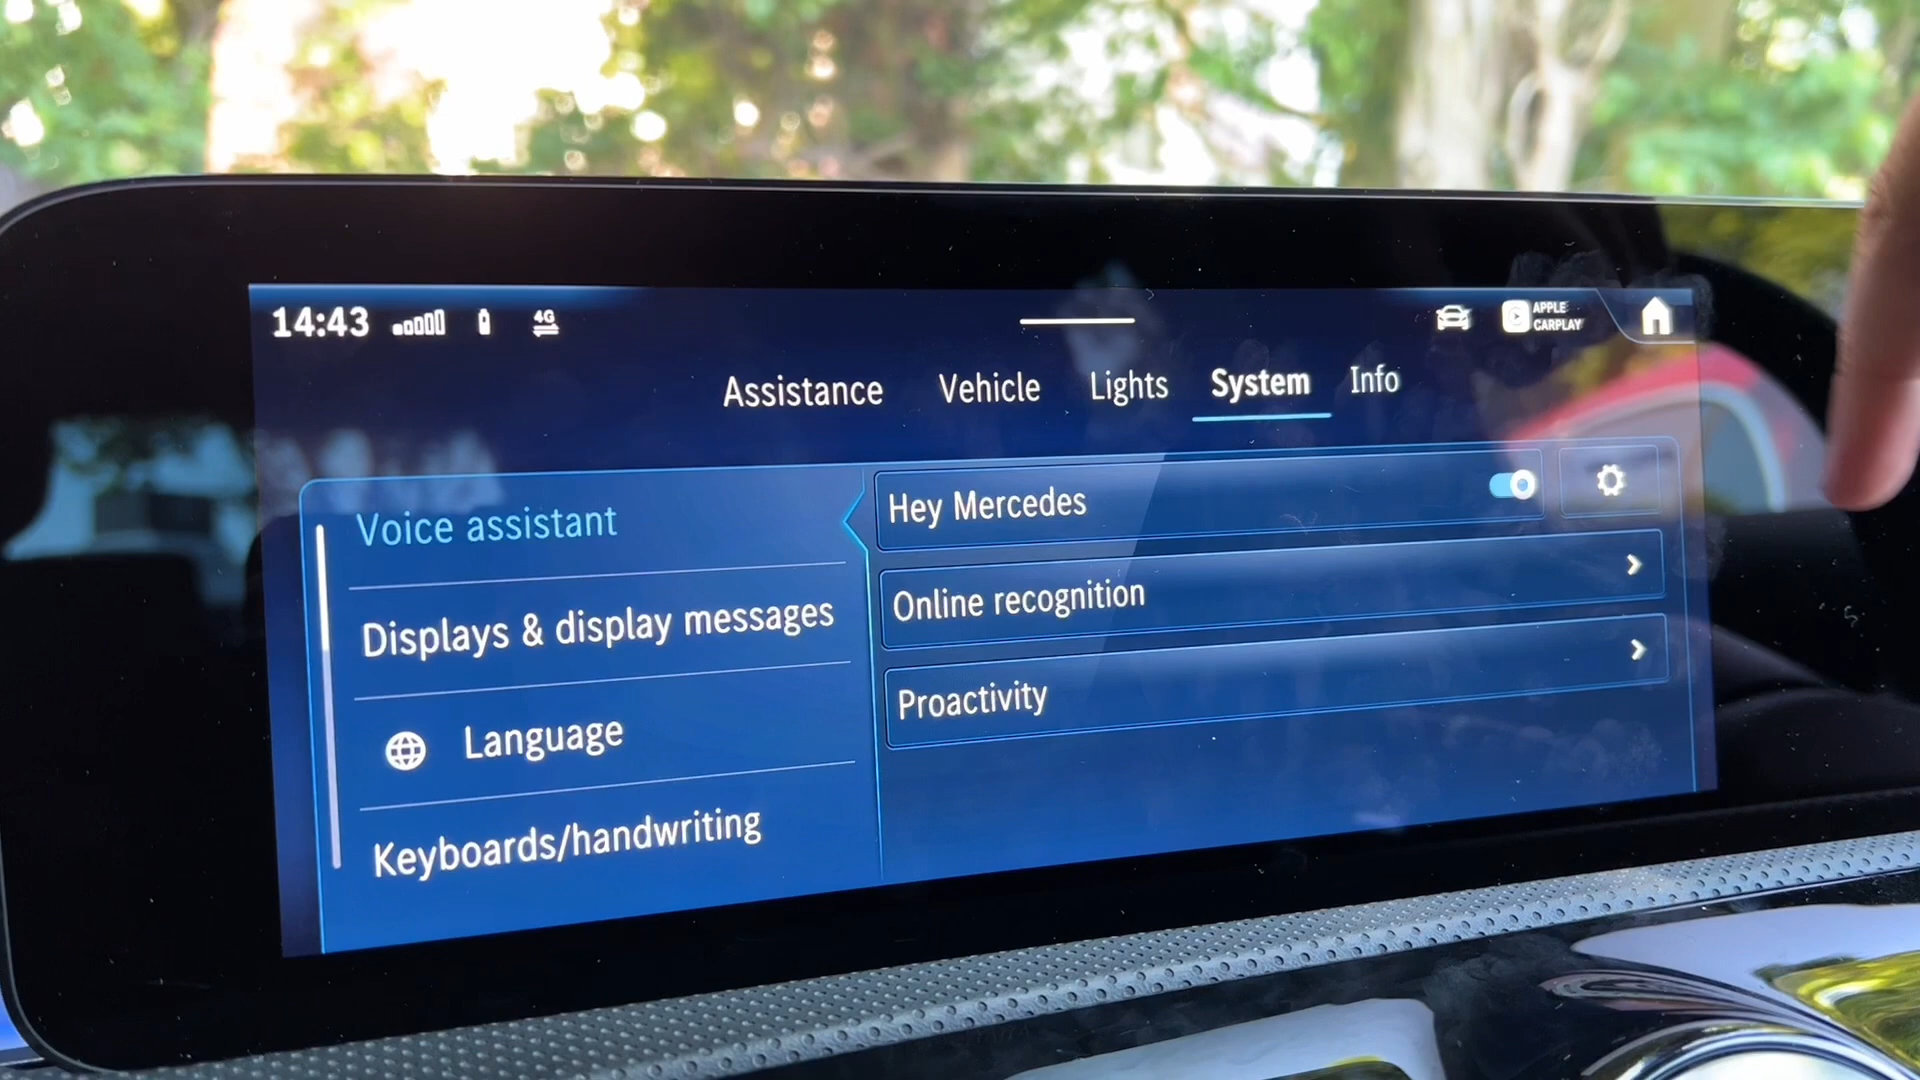 14:43
4G
APPLE
CARPLAY
Assistance
Vehicle
Lights
System
Info
Voice assistant
Displays & display messages
Language
Keyboards/handwriting
Hey Mercedes
Online recognition
Proactivity